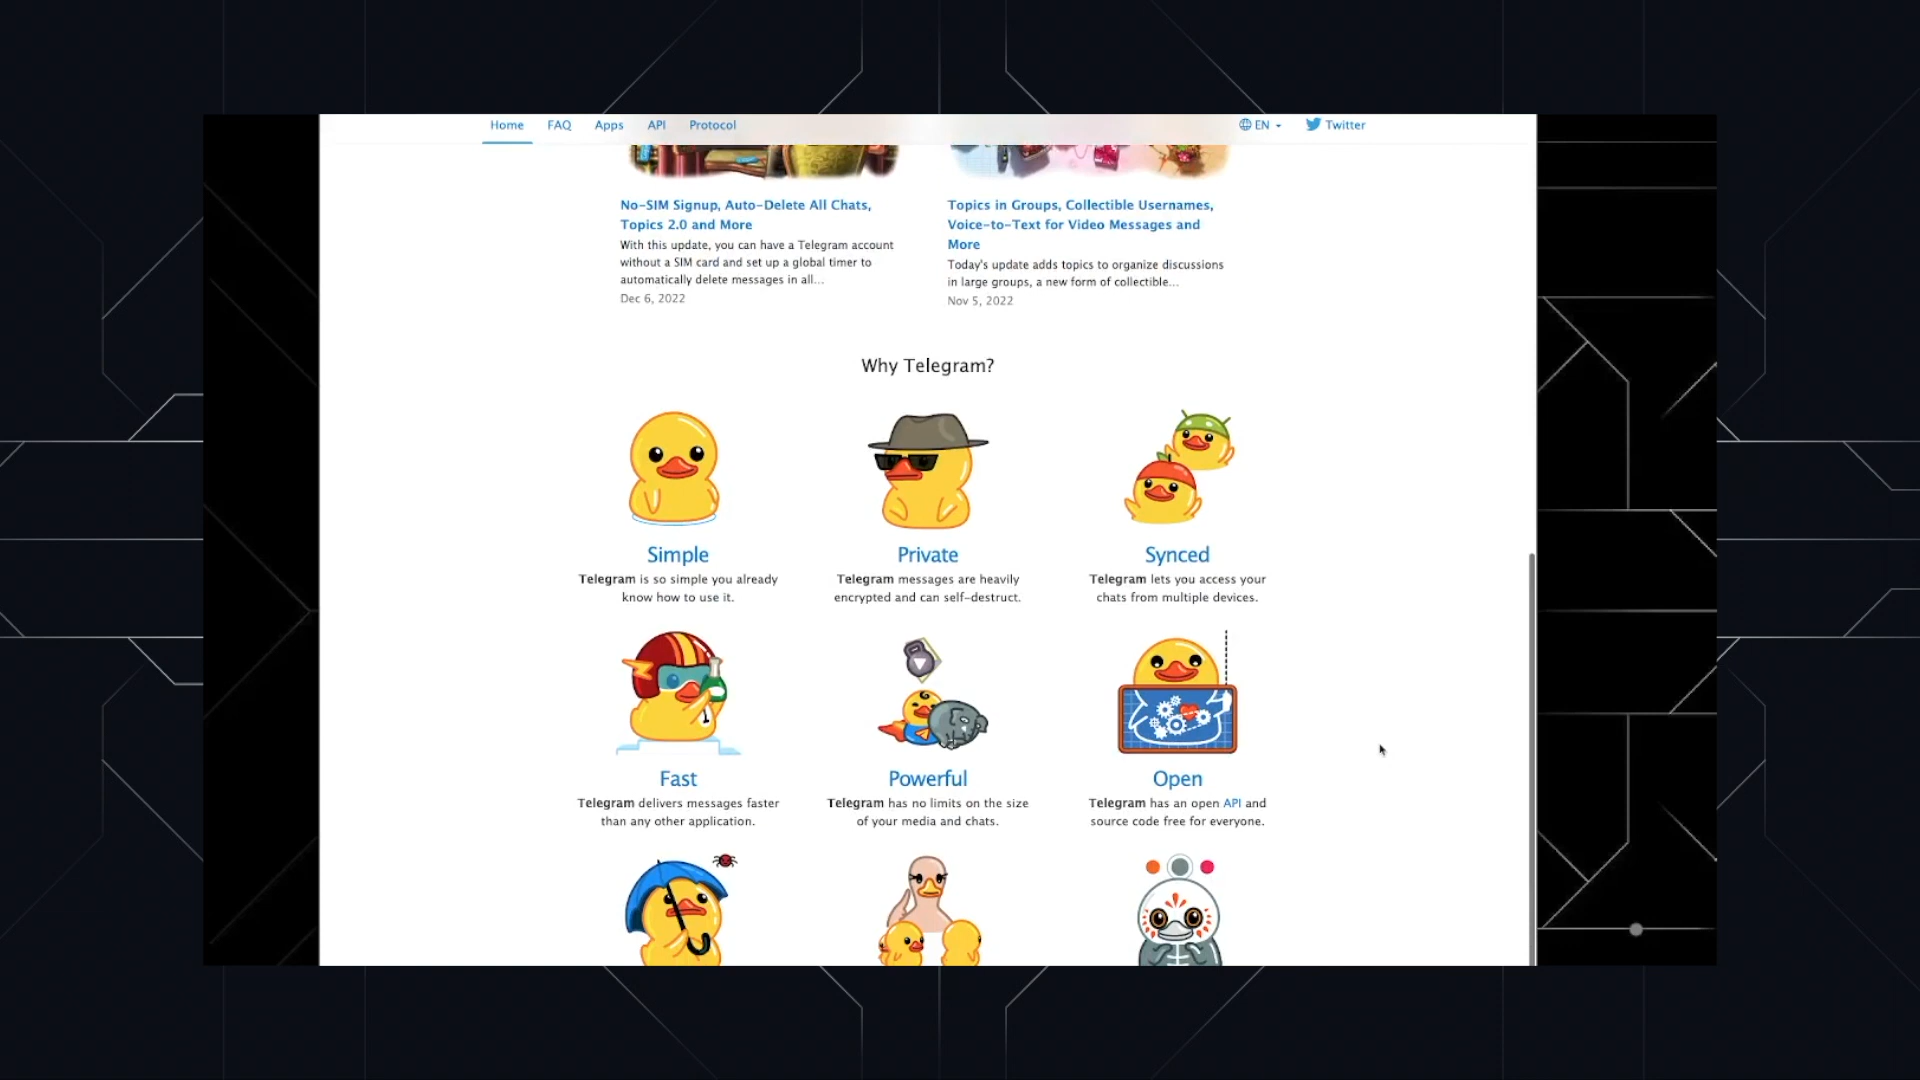 Home FAQ Apps API Protocol EN Twitter
No-SIM Signup, Auto-Delete All Chats,
Topics 2.0 and More
With this update, you can have a Telegram account
without a SIM card and set up a global timer to
automatically delete messages in all...
Dec 6, 2022
Topics in Groups, Collectible Usernames,
Voice-to-Text for Video Messages and
More
Today's update adds topics to organize discussions
in large groups, a new form of collectible...
Nov 5, 2022
Why Telegram?
Simple
Telegram is so simple you already
know how to use it.
Private
Telegram messages are heavily
encrypted and can self-destruct.
Synced
Telegram lets you access your
chats from multiple devices.
Fast
Telegram delivers messages faster
than any other application.
Powerful
Telegram has no limits on the size
of your media and chats.
Open
Telegram has an open API and
source code free for everyone.